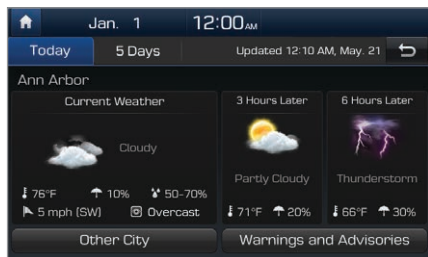 Jan. 1 12:00 AM
Today 5 Days Updated 12:10 AM, May. 21
Ann Arbor
Current Weather
Cloudy
76°F 10% 50-70%
5 mph (SW) Overcast
3 Hours Later
Partly Cloudy
71°F 20%
6 Hours Later
Thunderstorm
66°F 30%
Other City Warnings and Advisories